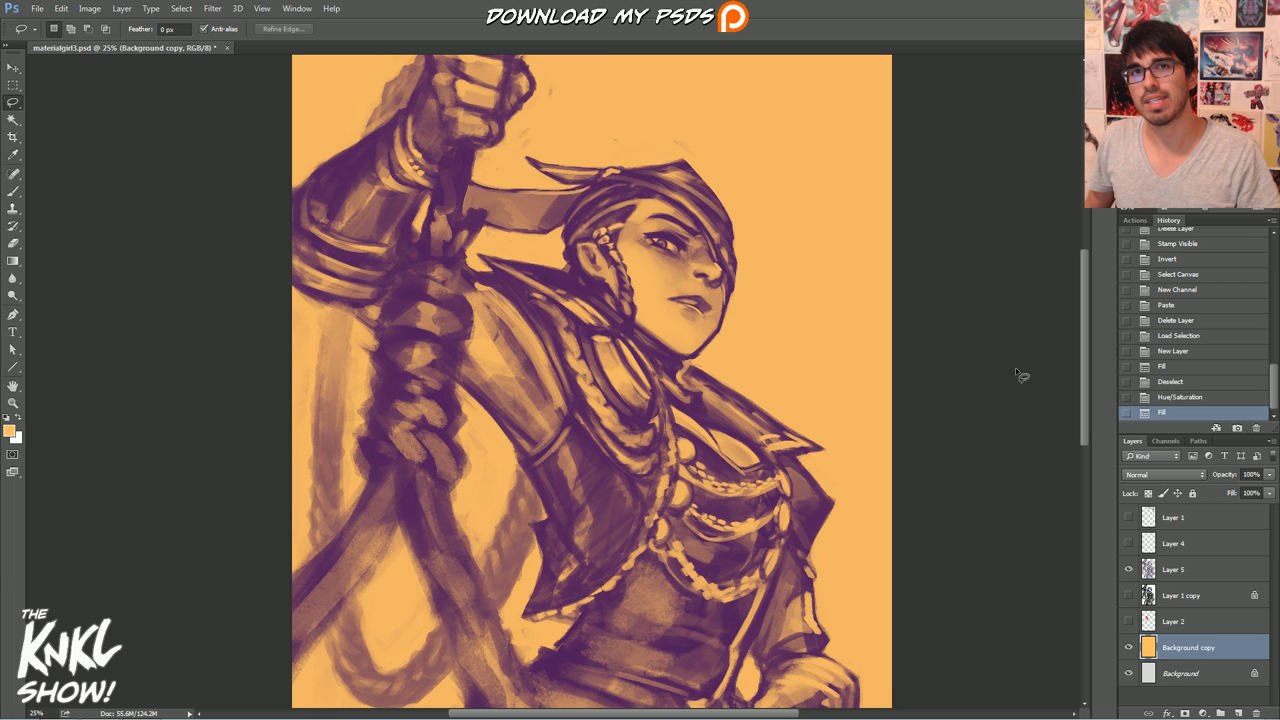 Ps File Edit Image Layer Type Select Filter 3D View Window Help
DOWNLOAD MY PSDS
Feather: 0 px Anti-alias Refine Edge...
materialgirl3.psd @ 25% (Background copy, RGB/8) * ×
Actions History
Delete Layer
Stamp Visible
Invert
Select Canvas
New Channel
Paste
Delete Layer
Load Selection
New Layer
Fill
Deselect
Hue/Saturation
Fill
Layers Channels Paths
Kind
Normal Opacity: 100%
Lock: Fill: 100%
Layer 1
Layer 4
Layer 5
Layer 1 copy
Layer 2
Background copy
Background
THE
KNKL
SHOW!
25% Doc: 55.6M/124.2M